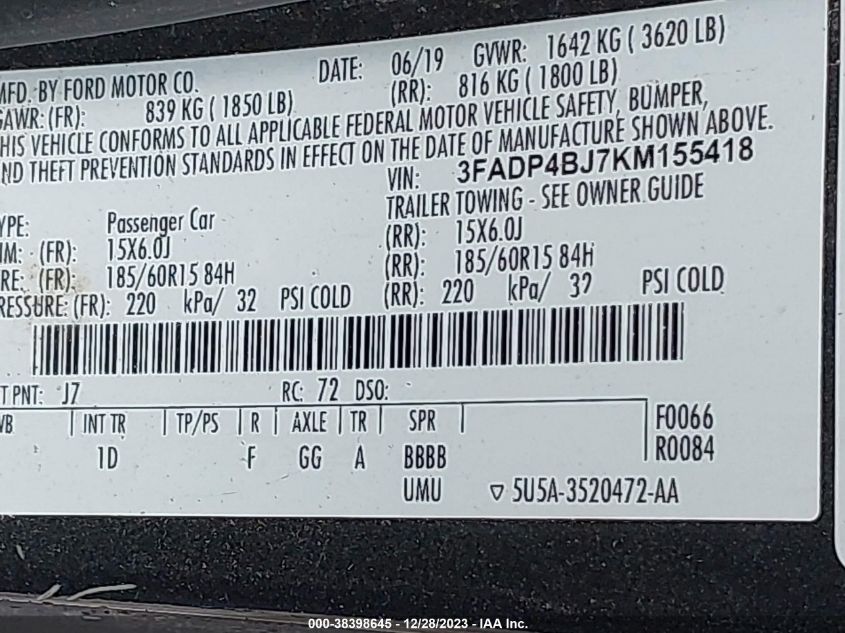 MFD. BY FORD MOTOR CO. DATE: 06/19 GVWR: 1642 KG ( 3620 LB)
GAWR: (FR): 839 KG ( 1850 LB) (RR): 816 KG ( 1800 LB)
THIS VEHICLE CONFORMS TO ALL APPLICABLE FEDERAL MOTOR VEHICLE SAFETY, BUMPER,
AND THEFT PREVENTION STANDARDS IN EFFECT ON THE DATE OF MANUFACTURE SHOWN ABOVE.
VIN: 3FADP4BJ7KM155418
TRAILER TOWING - SEE OWNER GUIDE
YPE: Passenger Car
IM: (FR): 15X6.0J (RR): 15X6.0J
RE: (FR): 185/60R15 84H (RR): 185/60R15 84H
RESSURE: (FR): 220 kPa/ 32 PSI COLD (RR): 220 kPa/ 32 PSI COLD
T PNT: J7 RC: 72 DSO:
WB INT TR TP/PS R AXLE TR SPR F0066
1D F GG A BBBB R0084
UMU ▽ 5U5A-3520472-AA
000-38398645 - 12/28/2023 - IAA Inc.